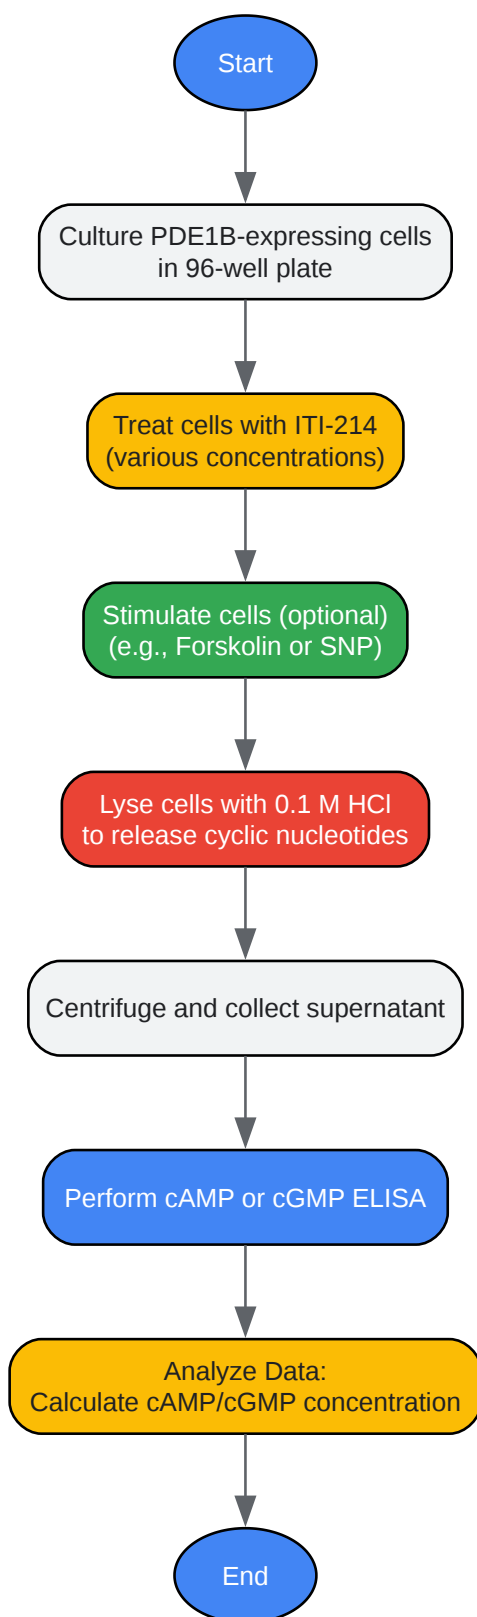 Start
Culture PDE1B-expressing cells
in 96-well plate
Treat cells with ITI-214
(various concentrations)
Stimulate cells (optional)
(e.g., Forskolin or SNP)
Lyse cells with 0.1 M HCl
to release cyclic nucleotides
Centrifuge and collect supernatant
Perform cAMP or cGMP ELISA
Analyze Data:
Calculate cAMP/cGMP concentration
End